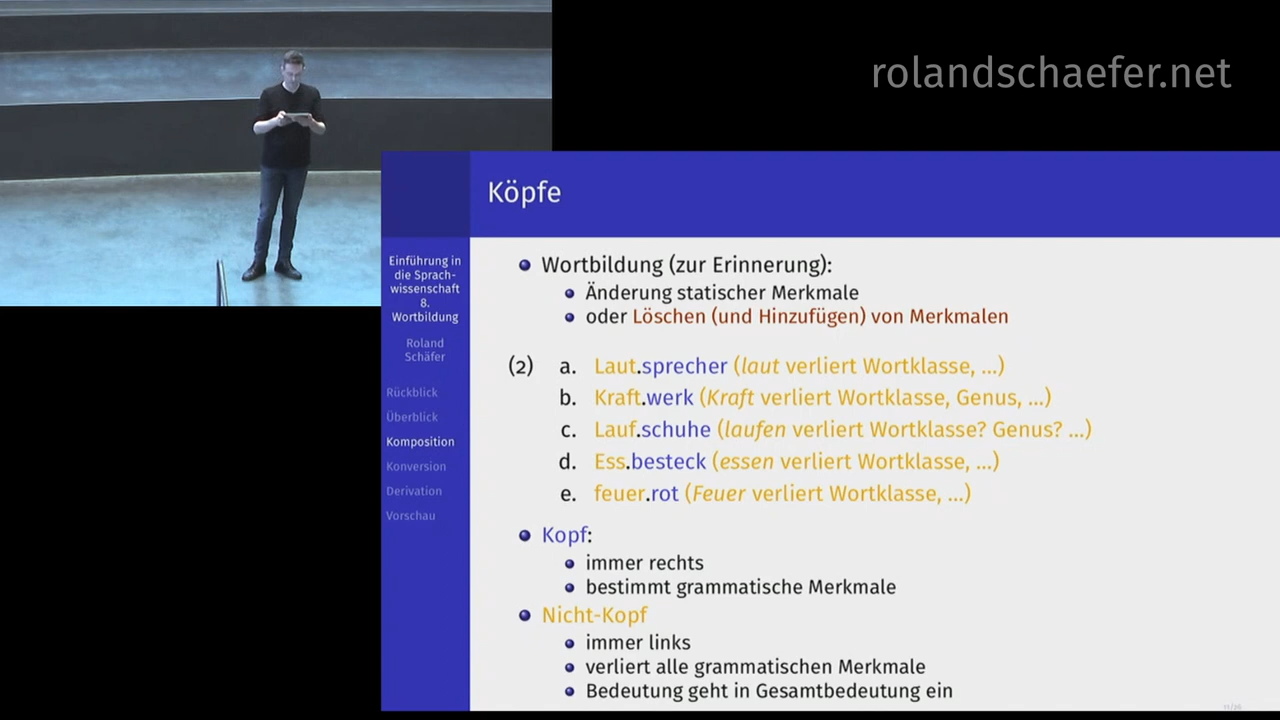 rolandschaefer.net
Köpfe
Einführung in
die Sprach-
wissenschaft
8.
Wortbildung
Roland
Schäfer
Rückblick
Überblick
Komposition
Konversion
Derivation
Vorschau
Wortbildung (zur Erinnerung):
Änderung statischer Merkmale
oder Löschen (und Hinzufügen) von Merkmalen
(2) a. Laut.sprecher (laut verliert Wortklasse, ...)
b. Kraft.werk (Kraft verliert Wortklasse, Genus, ...)
c. Lauf.schuhe (laufen verliert Wortklasse? Genus? ...)
d. Ess.besteck (essen verliert Wortklasse, ...)
e. feuer.rot (Feuer verliert Wortklasse, ...)
Kopf:
immer rechts
bestimmt grammatische Merkmale
Nicht-Kopf
immer links
verliert alle grammatischen Merkmale
Bedeutung geht in Gesamtbedeutung ein